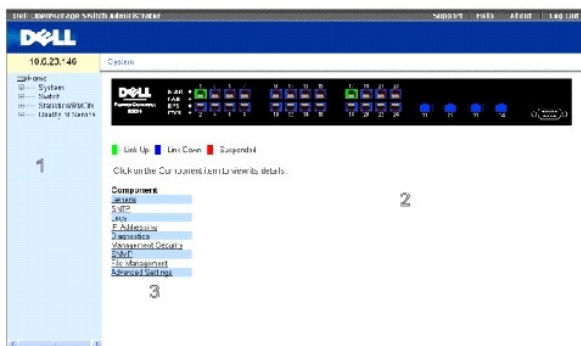 Dell OpenManage Switch Administrator
Support Help About Log Out
DELL
10.6.23.146
System
Home
System
Switch
Statistics/RMON
Quality of Service
DELL
Link Up Link Down Suspended
Click on the Component item to view its details.
Component
General
SNTP
Logs
IP Addressing
Diagnostics
Management Security
SNMP
File Management
Advanced Settings
1
2
3